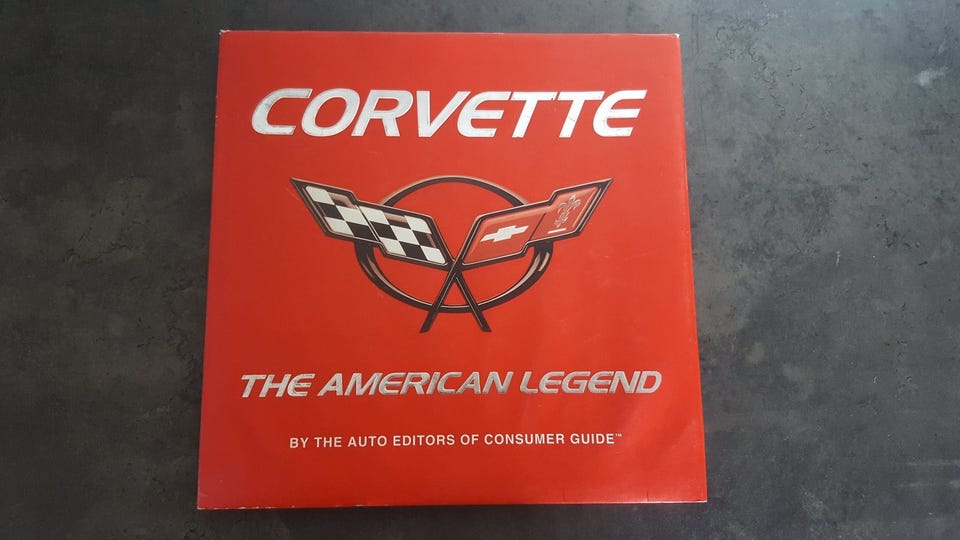 CORVETTE
THE AMERICAN LEGEND
BY THE AUTO EDITORS OF CONSUMER GUIDE™